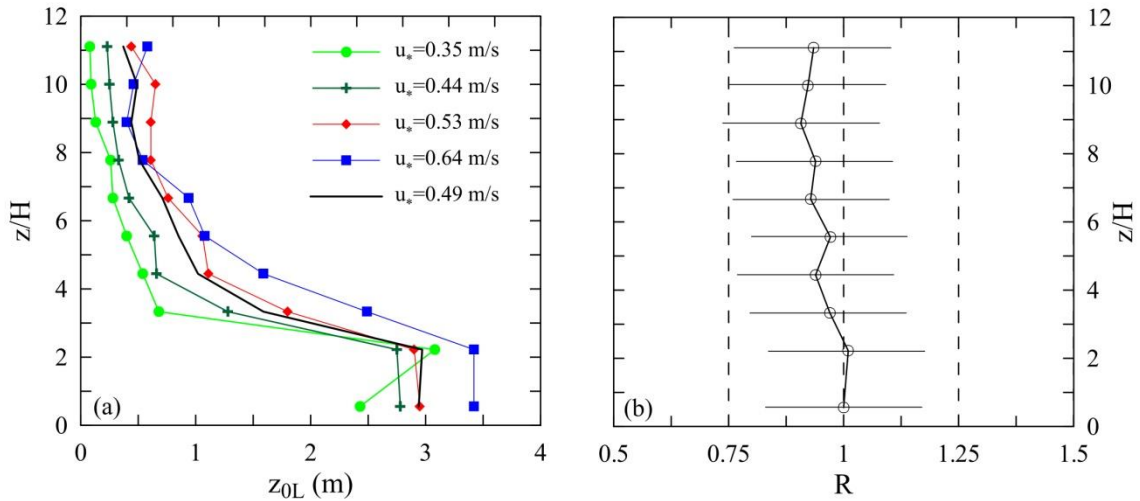 12
10
8
6
4
2
0
z/H
u*=0.35 m/s
u*=0.44 m/s
u*=0.53 m/s
u*=0.64 m/s
u*=0.49 m/s
(a)
0 1 2 3 4
z0L (m)
(b)
0.5 0.75 1 1.25 1.5
R
12
10
8
6
4
2
0
z/H